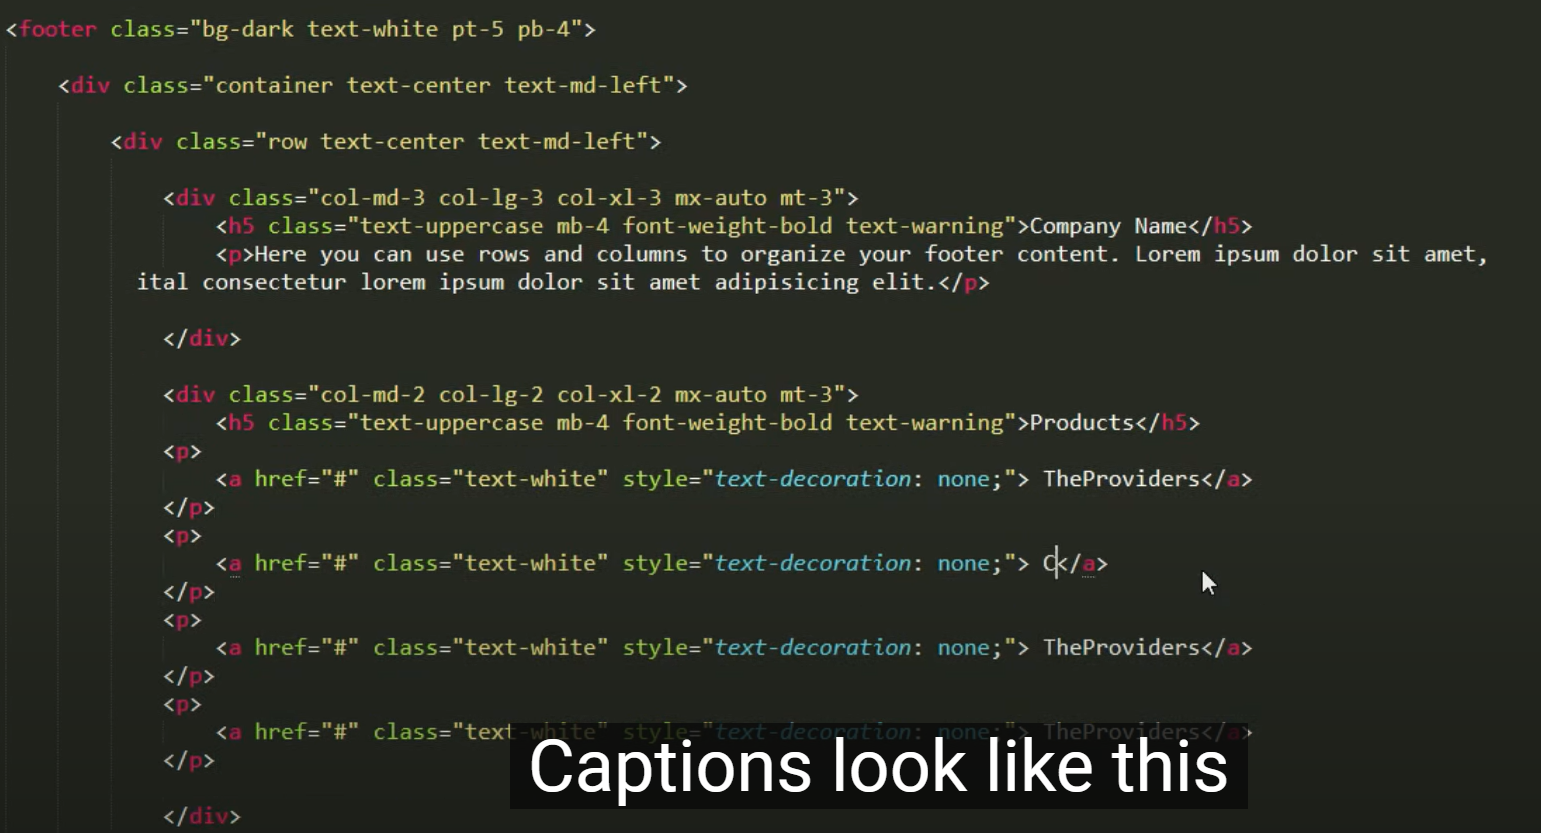 <footer class="bg-dark text-white pt-5 pb-4">
<div class="container text-center text-md-left">
<div class="row text-center text-md-left">
<div class="col-md-3 col-lg-3 col-xl-3 mx-auto mt-3">
<h5 class="text-uppercase mb-4 font-weight-bold text-warning">Company Name</h5>
<p>Here you can use rows and columns to organize your footer content. Lorem ipsum dolor sit amet,
ital consectetur lorem ipsum dolor sit amet adipisicing elit.</p>
</div>
<div class="col-md-2 col-lg-2 col-xl-2 mx-auto mt-3">
<h5 class="text-uppercase mb-4 font-weight-bold text-warning">Products</h5>
<p>
<a href="#" class="text-white" style="text-decoration: none;"> TheProviders</a>
</p>
<p>
<a href="#" class="text-white" style="text-decoration: none;"> C</a>
</p>
<p>
<a href="#" class="text-white" style="text-decoration: none;"> TheProviders</a>
</p>
<p>
<a href="#" class="text-white" style="text-decoration: none;"> TheProviders</a>
</p>
Captions look like this
</div>